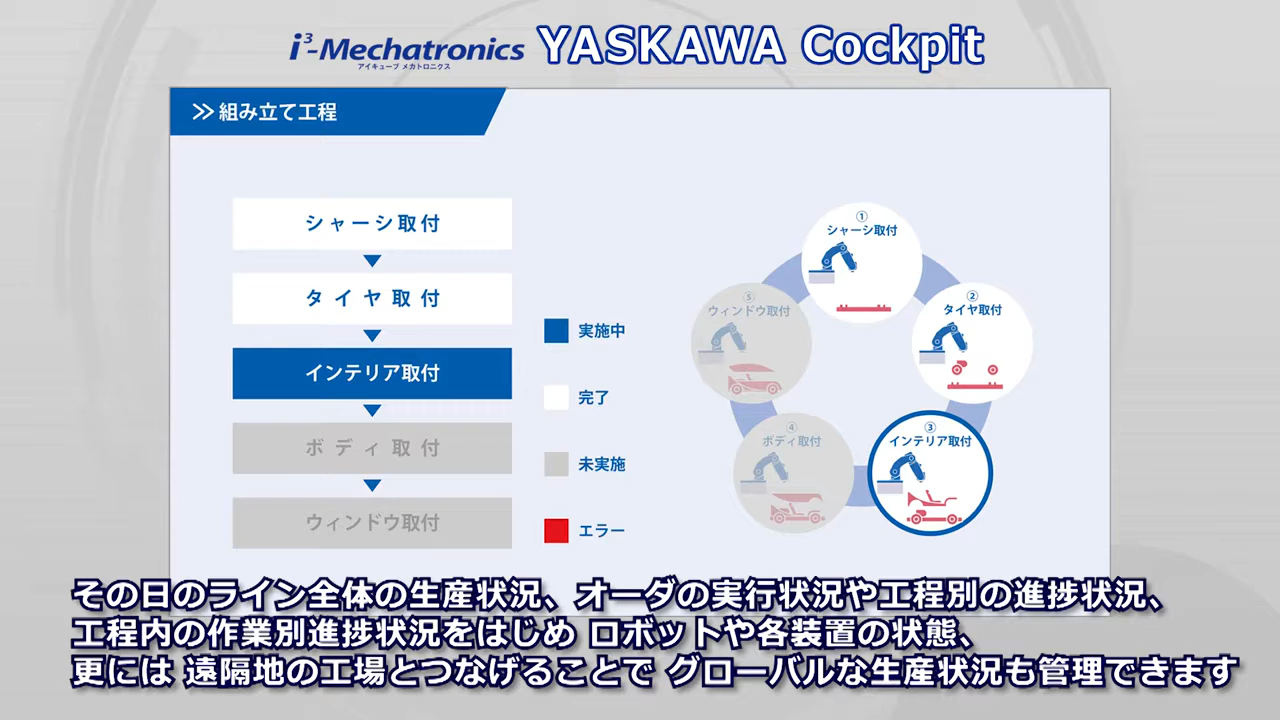 i³-Mechatronics YASKAWA Cockpit
アイキューブ メカトロニクス
≫組み立て工程
シャーシ取付
タイヤ取付
インテリア取付
ボディ取付
ウィンドウ取付
実施中
完了
未実施
エラー
①
シャーシ取付
②
タイヤ取付
③
インテリア取付
④
ボディ取付
⑤
ウィンドウ取付
その日のライン全体の生産状況、オーダの実行状況や工程別の進捗状況、
工程内の作業別進捗状況をはじめ ロボットや各装置の状態、
更には 遠隔地の工場とつなげることで グローバルな生産状況も管理できます